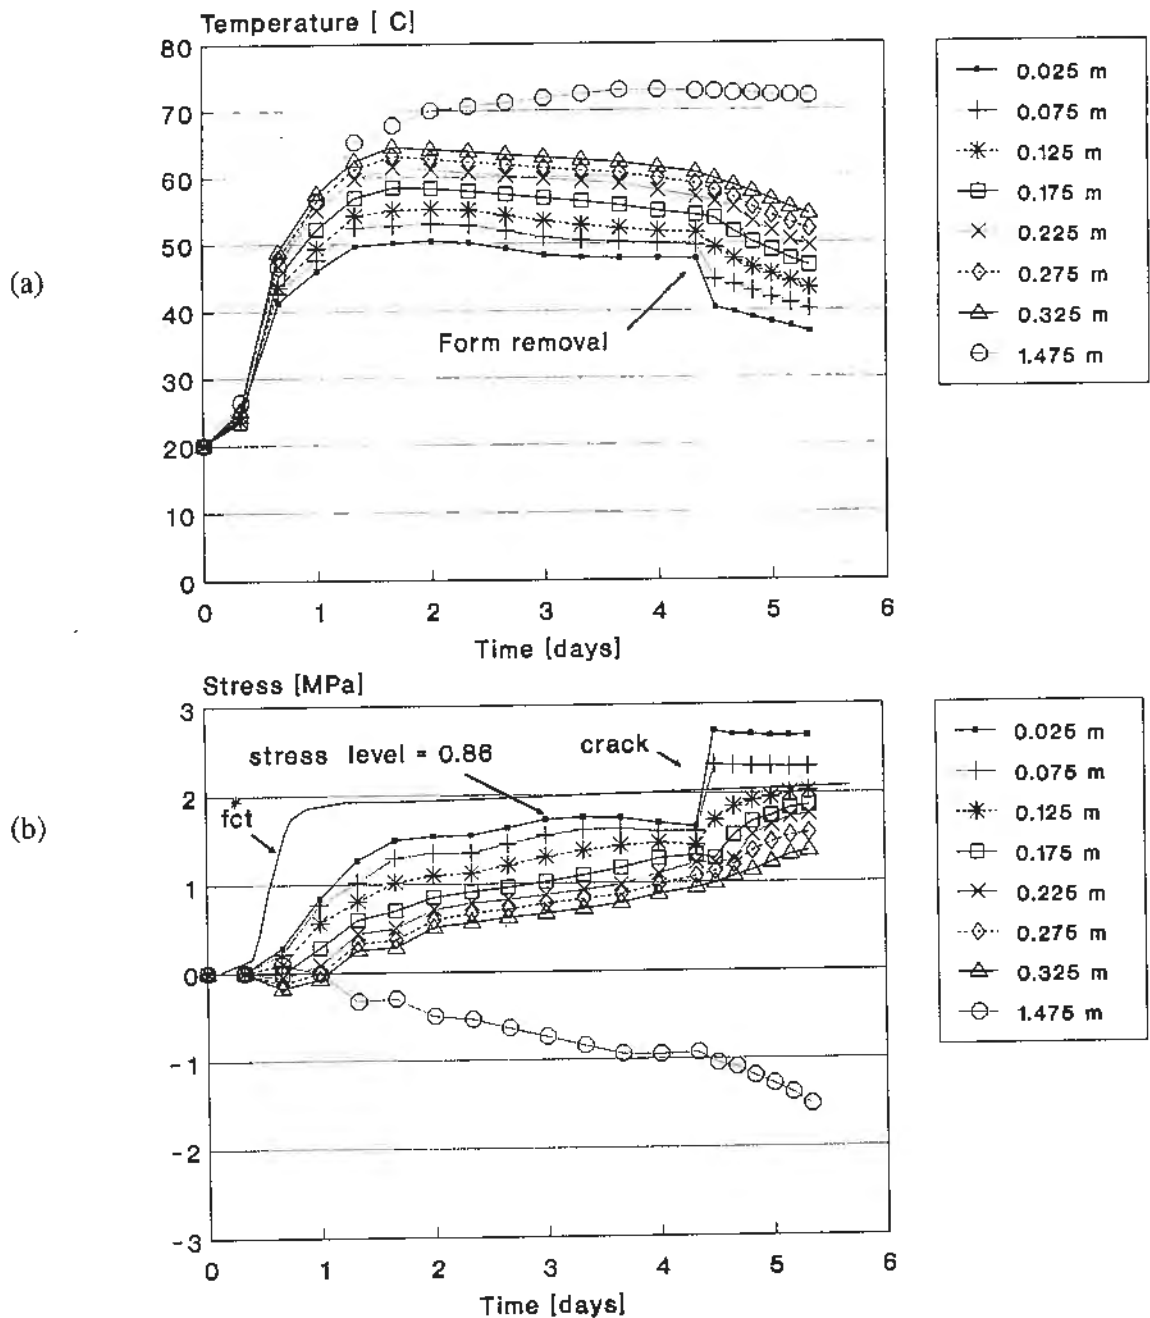 (a)
Temperature [ C]
80
70
60
50
40
30
20
10
0
0 1 2 3 4 5 6
Time [days]
Form removal
0.025 m
0.075 m
0.125 m
0.175 m
0.225 m
0.275 m
0.325 m
1.475 m
(b)
Stress [MPa]
3
2
1
0
-1
-2
-3
0 1 2 3 4 5 6
Time [days]
stress level = 0.86
crack
fct
0.025 m
0.075 m
0.125 m
0.175 m
0.225 m
0.275 m
0.325 m
1.475 m